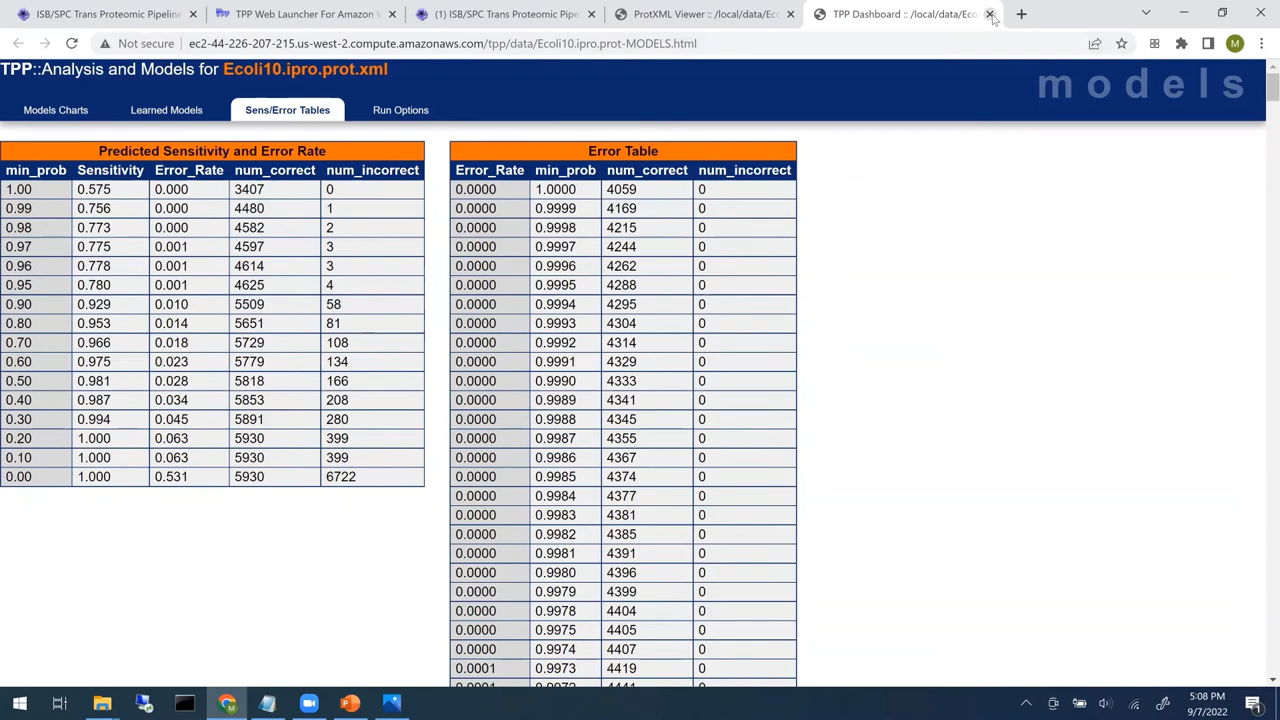 ISB/SPC Trans Proteomic Pipeline
TPP Web Launcher For Amazon W
(1) ISB/SPC Trans Proteomic Pipe
ProtXML Viewer :: /local/data/Eco
TPP Dashboard :: /local/data/Eco
Not secure
ec2-44-226-207-215.us-west-2.compute.amazonaws.com/tpp/data/Ecoli10.ipro.prot-MODELS.html
M
TPP::Analysis and Models for Ecoli10.ipro.prot.xml
models
Models Charts
Learned Models
Sens/Error Tables
Run Options
Predicted Sensitivity and Error Rate
min_prob Sensitivity Error_Rate num_correct num_incorrect
1.00 0.575 0.000 3407 0
0.99 0.756 0.000 4480 1
0.98 0.773 0.000 4582 2
0.97 0.775 0.001 4597 3
0.96 0.778 0.001 4614 3
0.95 0.780 0.001 4625 4
0.90 0.929 0.010 5509 58
0.80 0.953 0.014 5651 81
0.70 0.966 0.018 5729 108
0.60 0.975 0.023 5779 134
0.50 0.981 0.028 5818 166
0.40 0.987 0.034 5853 208
0.30 0.994 0.045 5891 280
0.20 1.000 0.063 5930 399
0.10 1.000 0.063 5930 399
0.00 1.000 0.531 5930 6722
Error Table
Error_Rate min_prob num_correct num_incorrect
0.0000 1.0000 4059 0
0.0000 0.9999 4169 0
0.0000 0.9998 4215 0
0.0000 0.9997 4244 0
0.0000 0.9996 4262 0
0.0000 0.9995 4288 0
0.0000 0.9994 4295 0
0.0000 0.9993 4304 0
0.0000 0.9992 4314 0
0.0000 0.9991 4329 0
0.0000 0.9990 4333 0
0.0000 0.9989 4341 0
0.0000 0.9988 4345 0
0.0000 0.9987 4355 0
0.0000 0.9986 4367 0
0.0000 0.9985 4374 0
0.0000 0.9984 4377 0
0.0000 0.9983 4381 0
0.0000 0.9982 4385 0
0.0000 0.9981 4391 0
0.0000 0.9980 4396 0
0.0000 0.9979 4399 0
0.0000 0.9978 4404 0
0.0000 0.9975 4405 0
0.0000 0.9974 4407 0
0.0001 0.9973 4419 0
5:08 PM
9/7/2022